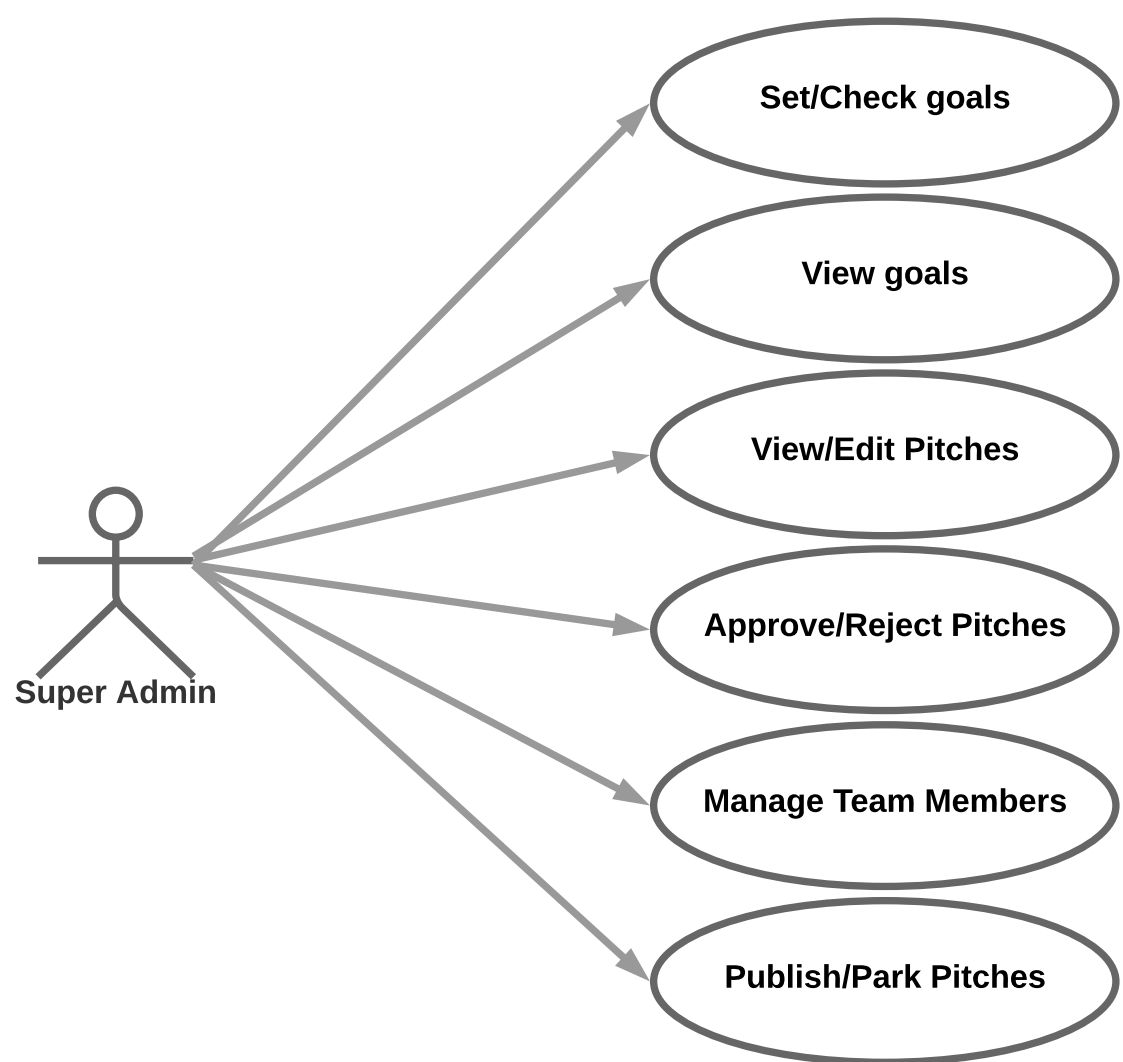 Set/Check goals
View goals
View/Edit Pitches
Approve/Reject Pitches
Super Admin
Manage Team Members
Publish/Park Pitches